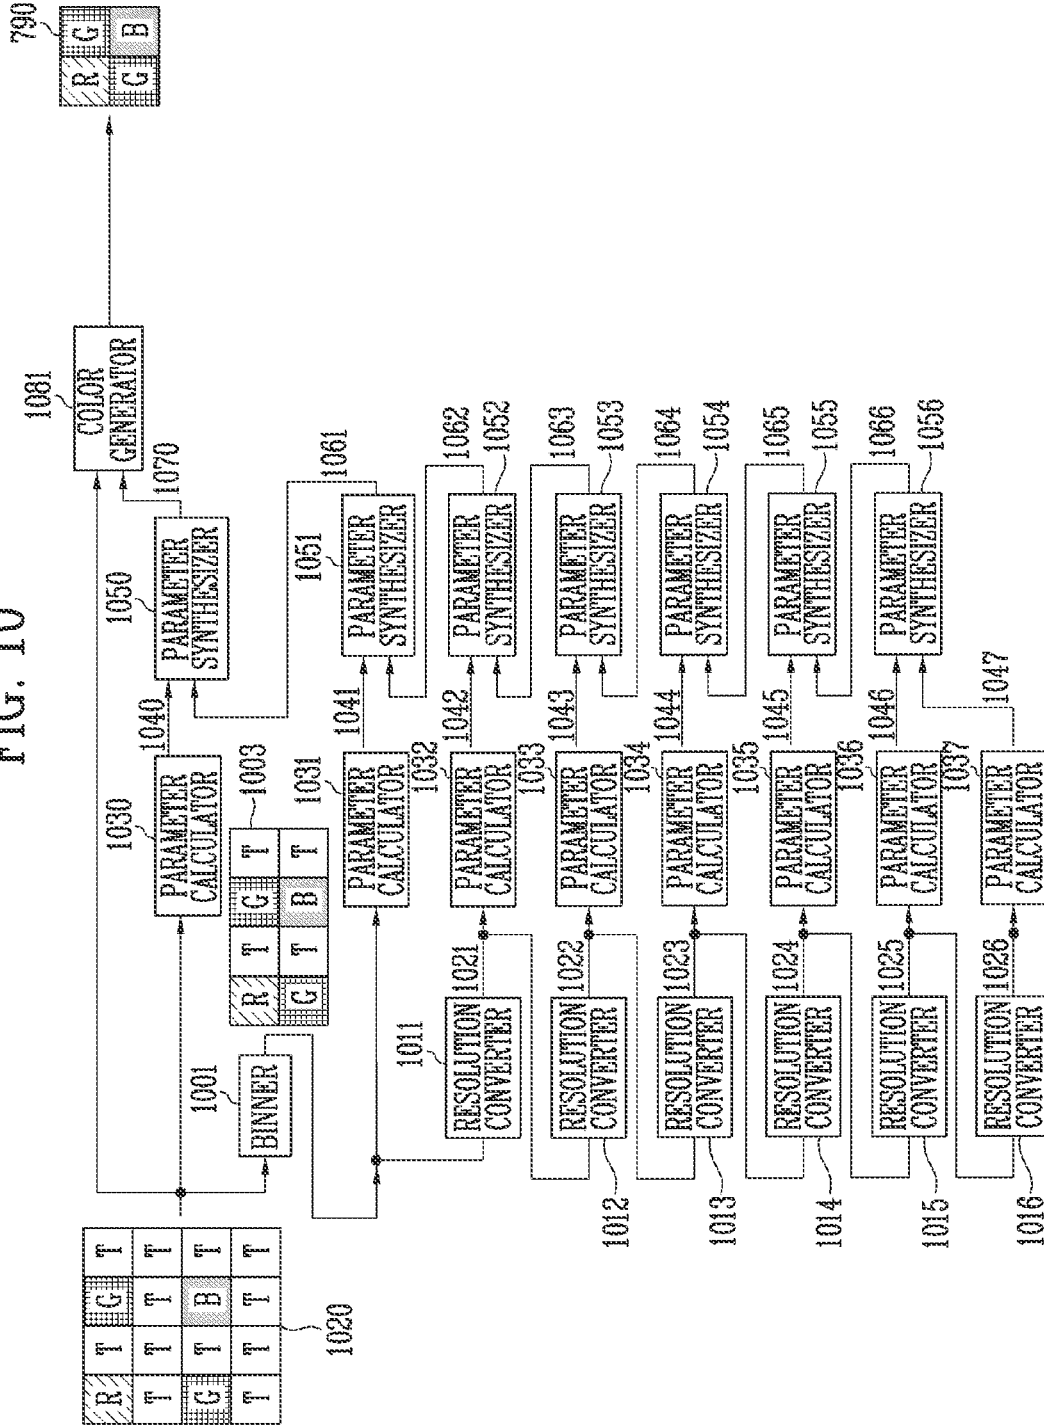 FIG. 10
790
R G
G B
1081
COLOR
GENERATOR
1070
1050
PARAMETER
SYNTHESIZER
1040
1030
PARAMETER
CALCULATOR
R T G T
T T T T
G T B T
T T T T
1020
1001
BINNER
1003
R T G T
G T B T
1031
PARAMETER
CALCULATOR
1041
1051
PARAMETER
SYNTHESIZER
1061
1011
RESOLUTION
CONVERTER
1021
1032
PARAMETER
CALCULATOR
1042
PARAMETER
SYNTHESIZER
1052
1062
RESOLUTION
CONVERTER
1012
1022
1033
PARAMETER
CALCULATOR
1043
PARAMETER
SYNTHESIZER
1053
1063
RESOLUTION
CONVERTER
1013
1023
1034
PARAMETER
CALCULATOR
1044
PARAMETER
SYNTHESIZER
1054
1064
RESOLUTION
CONVERTER
1014
1024
1035
PARAMETER
CALCULATOR
1045
PARAMETER
SYNTHESIZER
1055
1065
RESOLUTION
CONVERTER
1015
1025
1036
PARAMETER
CALCULATOR
1046
PARAMETER
SYNTHESIZER
1056
1066
RESOLUTION
CONVERTER
1016
1026
1037
PARAMETER
CALCULATOR
1047